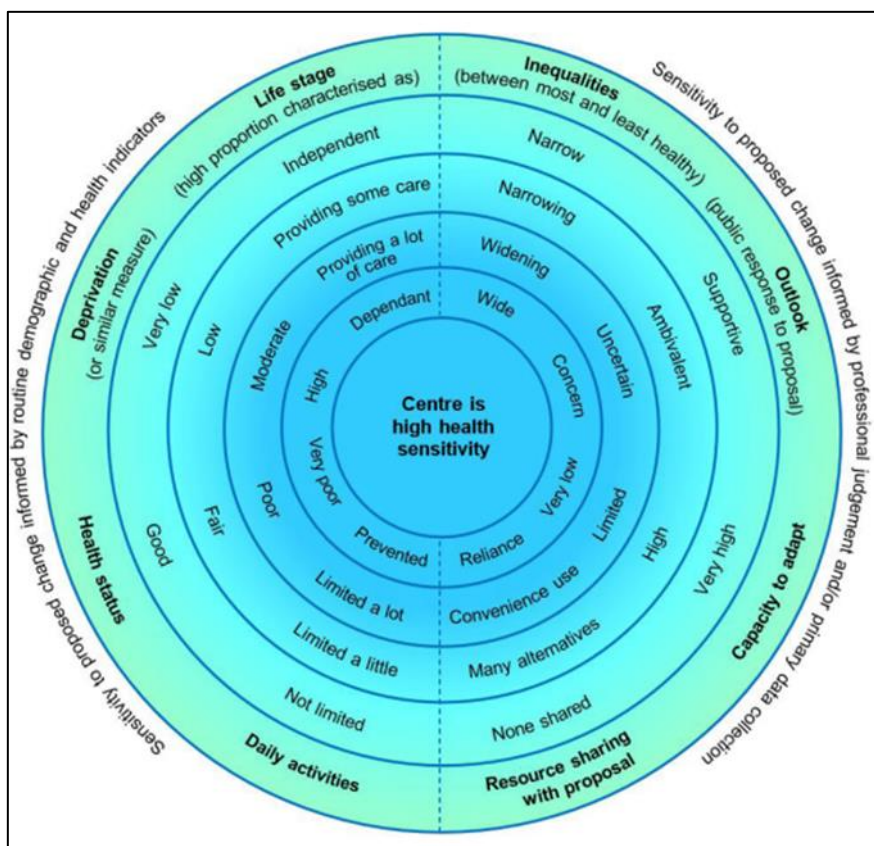 Sensitivity to proposed change informed by routine demographic and health indicators
Sensitivity to proposed change informed by professional judgement and/or primary data collection
Life stage
(high proportion characterised as)
Independent
Providing some care
Providing a lot
of care
Dependant
Inequalities
(between most and least healthy)
Narrow
Narrowing
Widening
Wide
Deprivation
(or similar measure)
Very low
Low
Moderate
High
Outlook
(public response to proposal)
Supportive
Ambivalent
Uncertain
Concern
Centre is
high health
sensitivity
Health status
Good
Fair
Poor
Very poor
Capacity to adapt
Very high
High
Limited
Very low
Daily activities
Not limited
Limited a little
Limited a lot
Prevented
Resource sharing
with proposal
None shared
Many alternatives
Convenience use
Reliance